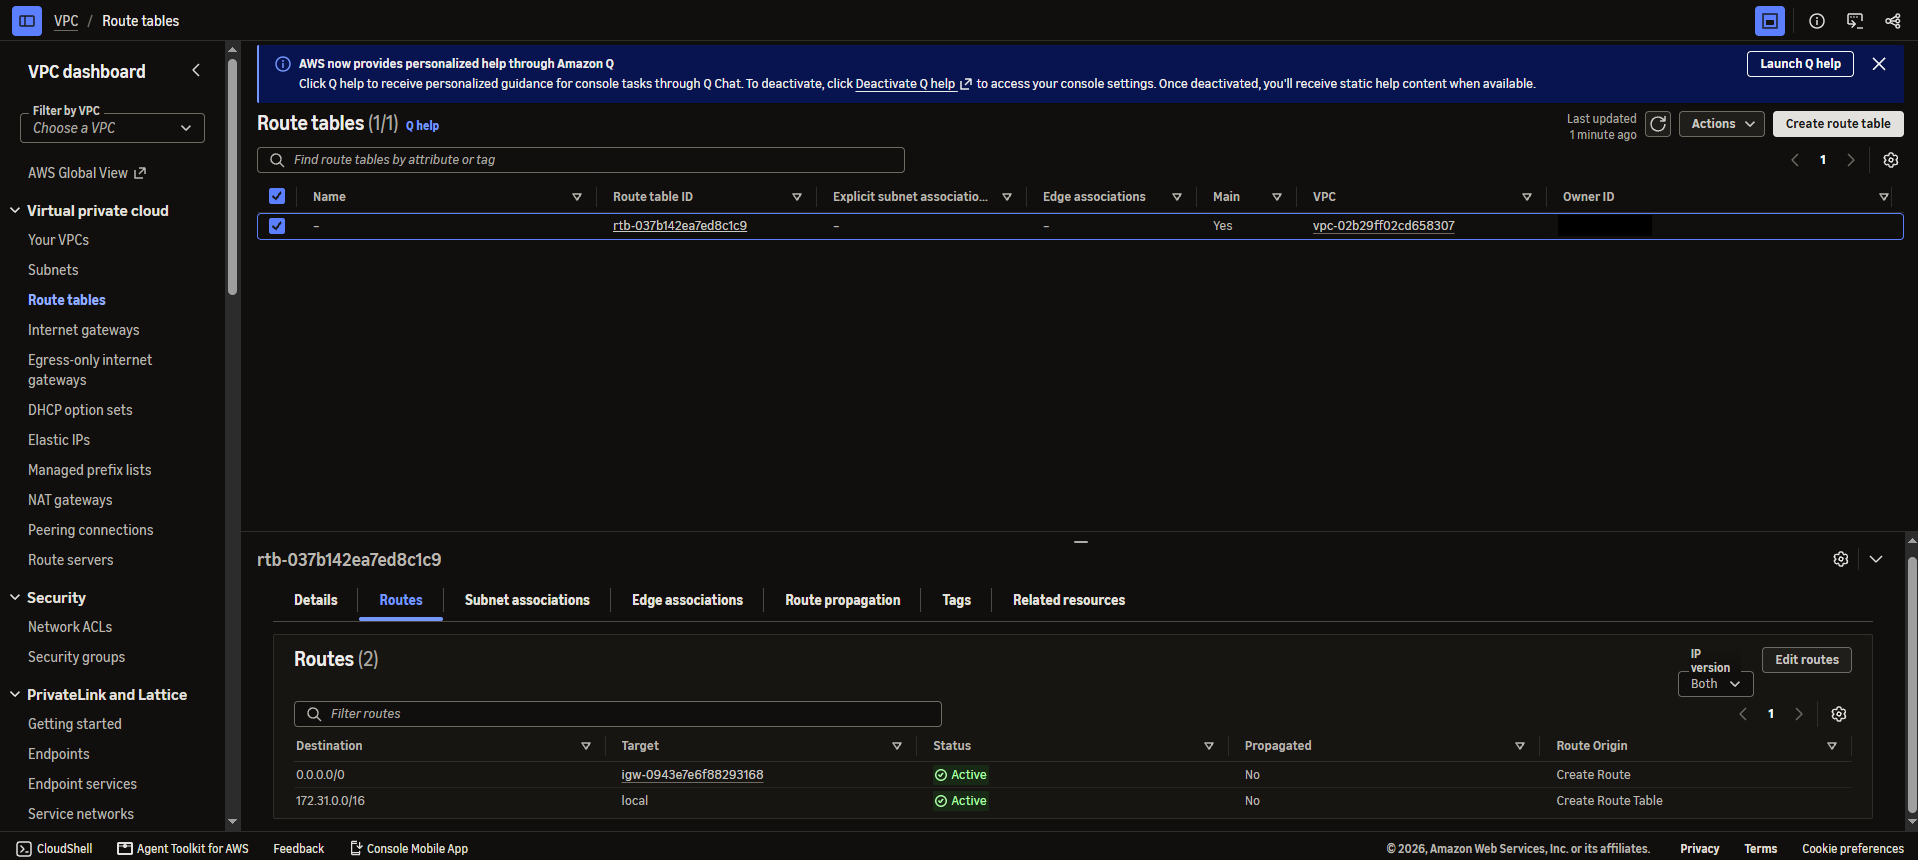 VPC / Route tables
VPC dashboard
Filter by VPC
Choose a VPC
AWS Global View
Virtual private cloud
Your VPCs
Subnets
Route tables
Internet gateways
Egress-only internet
gateways
DHCP option sets
Elastic IPs
Managed prefix lists
NAT gateways
Peering connections
Route servers
Security
Network ACLs
Security groups
PrivateLink and Lattice
Getting started
Endpoints
Endpoint services
Service networks
AWS now provides personalized help through Amazon Q
Click Q help to receive personalized guidance for console tasks through Q Chat. To deactivate, click Deactivate Q help to access your console settings. Once deactivated, you'll receive static help content when available.
Launch Q help
Route tables (1/1) Q help
Last updated
1 minute ago
Actions
Create route table
Find route tables by attribute or tag
1
Name Route table ID Explicit subnet associatio... Edge associations Main VPC Owner ID
– rtb-037b142ea7ed8c1c9 – – Yes vpc-02b29ff02cd658307
rtb-037b142ea7ed8c1c9
Details Routes Subnet associations Edge associations Route propagation Tags Related resources
Routes (2)
IP
version
Both
Edit routes
Filter routes
1
Destination Target Status Propagated Route Origin
0.0.0.0/0 igw-0943e7e6f88293168 Active No Create Route
172.31.0.0/16 local Active No Create Route Table
CloudShell Agent Toolkit for AWS Feedback Console Mobile App © 2026, Amazon Web Services, Inc. or its affiliates. Privacy Terms Cookie preferences